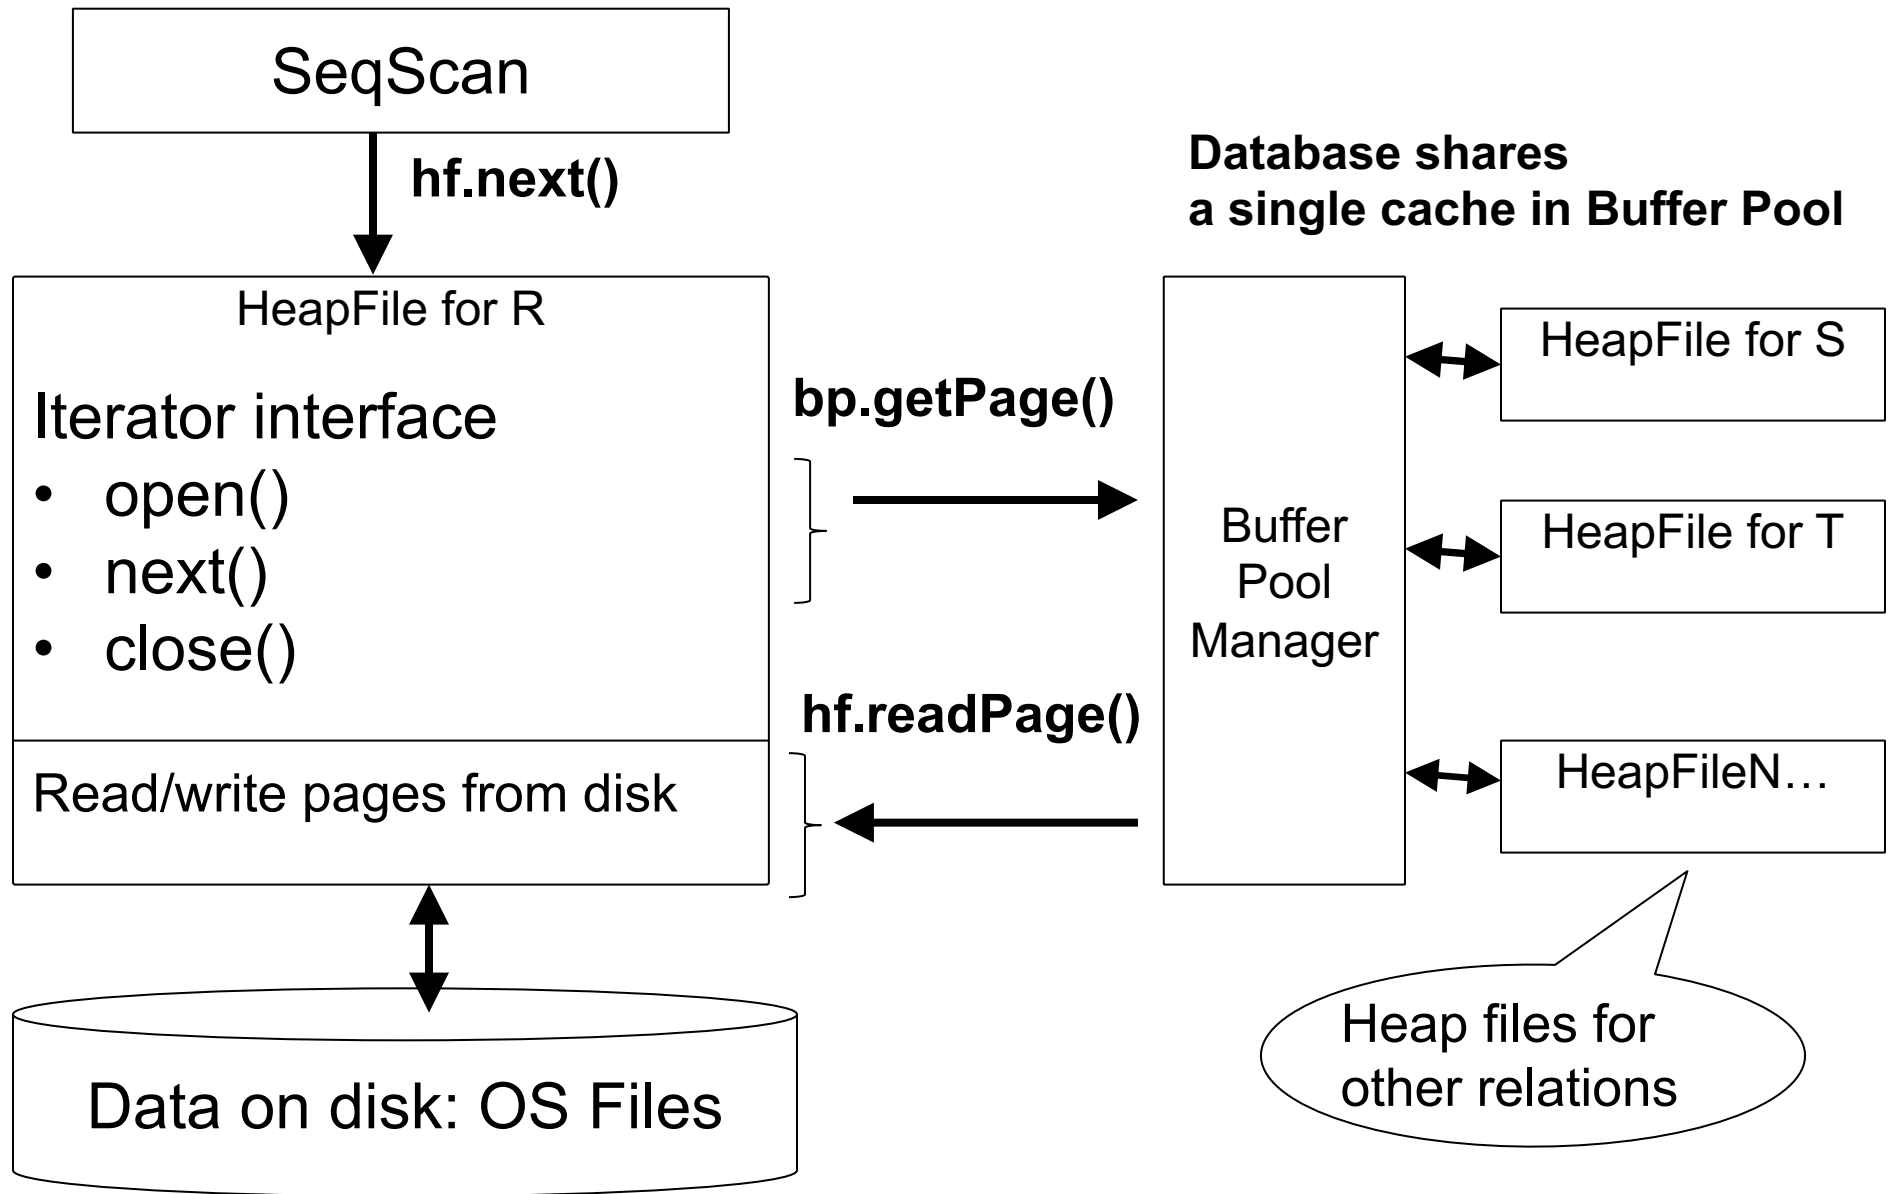 SeqScan
hf.next()
Database shares
a single cache in Buffer Pool
HeapFile for R
Iterator interface
• open()
• next()
• close()
Read/write pages from disk
bp.getPage()
hf.readPage()
Buffer
Pool
Manager
HeapFile for S
HeapFile for T
HeapFileN…
Heap files for
other relations
Data on disk: OS Files